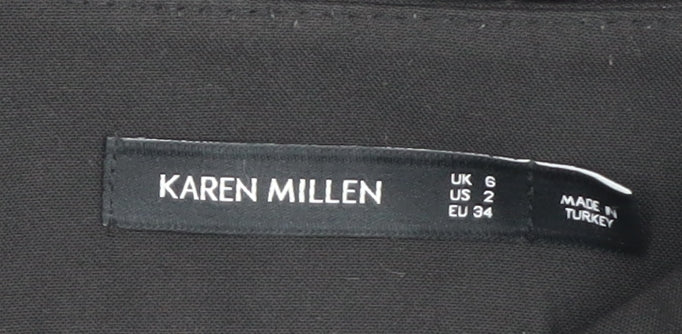 KAREN MILLEN
UK 6
US 2
EU 34
MADE IN
TURKEY